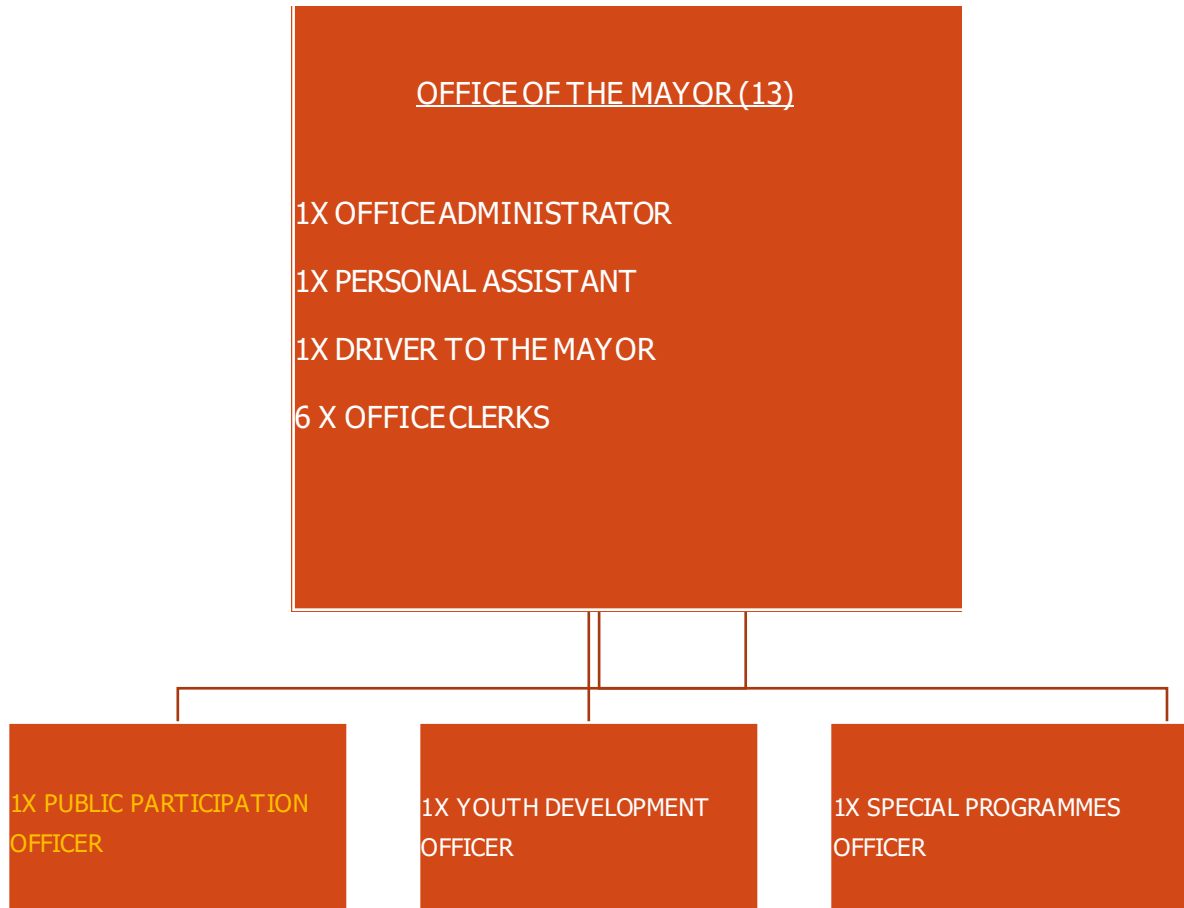 OFFICE OF THE MAYOR (13)
1X OFFICE ADMINISTRATOR
1X PERSONAL ASSISTANT
1X DRIVER TO THE MAYOR
6 X OFFICE CLERKS
1X PUBLIC PARTICIPATION
OFFICER
1X YOUTH DEVELOPMENT
OFFICER
1X SPECIAL PROGRAMMES
OFFICER